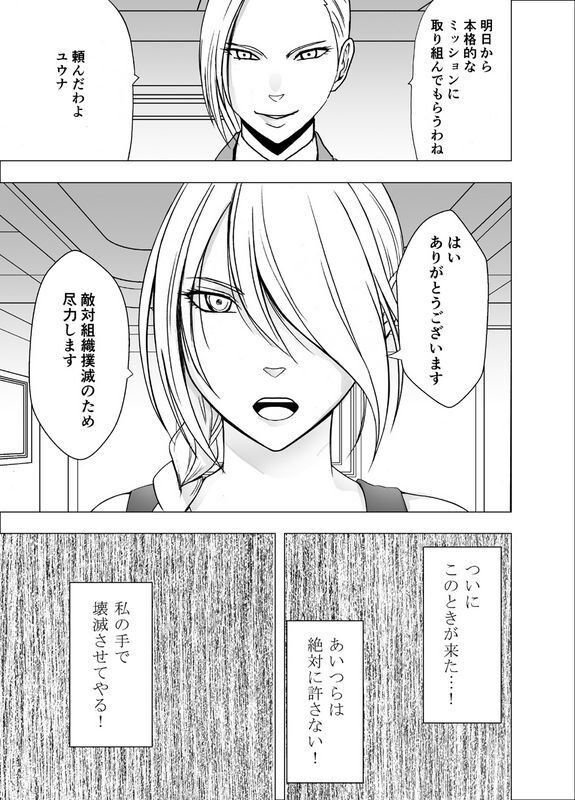 明日から
本格的な
ミッションに
取り組んでもらうわね
頼んだわよ
ユウナ
はい
ありがとうございます
敵対組織撲滅のため
尽力します
ついに
このときが来た…！
あいつらは
絶対に許さない！
私の手で
壊滅させてやる！